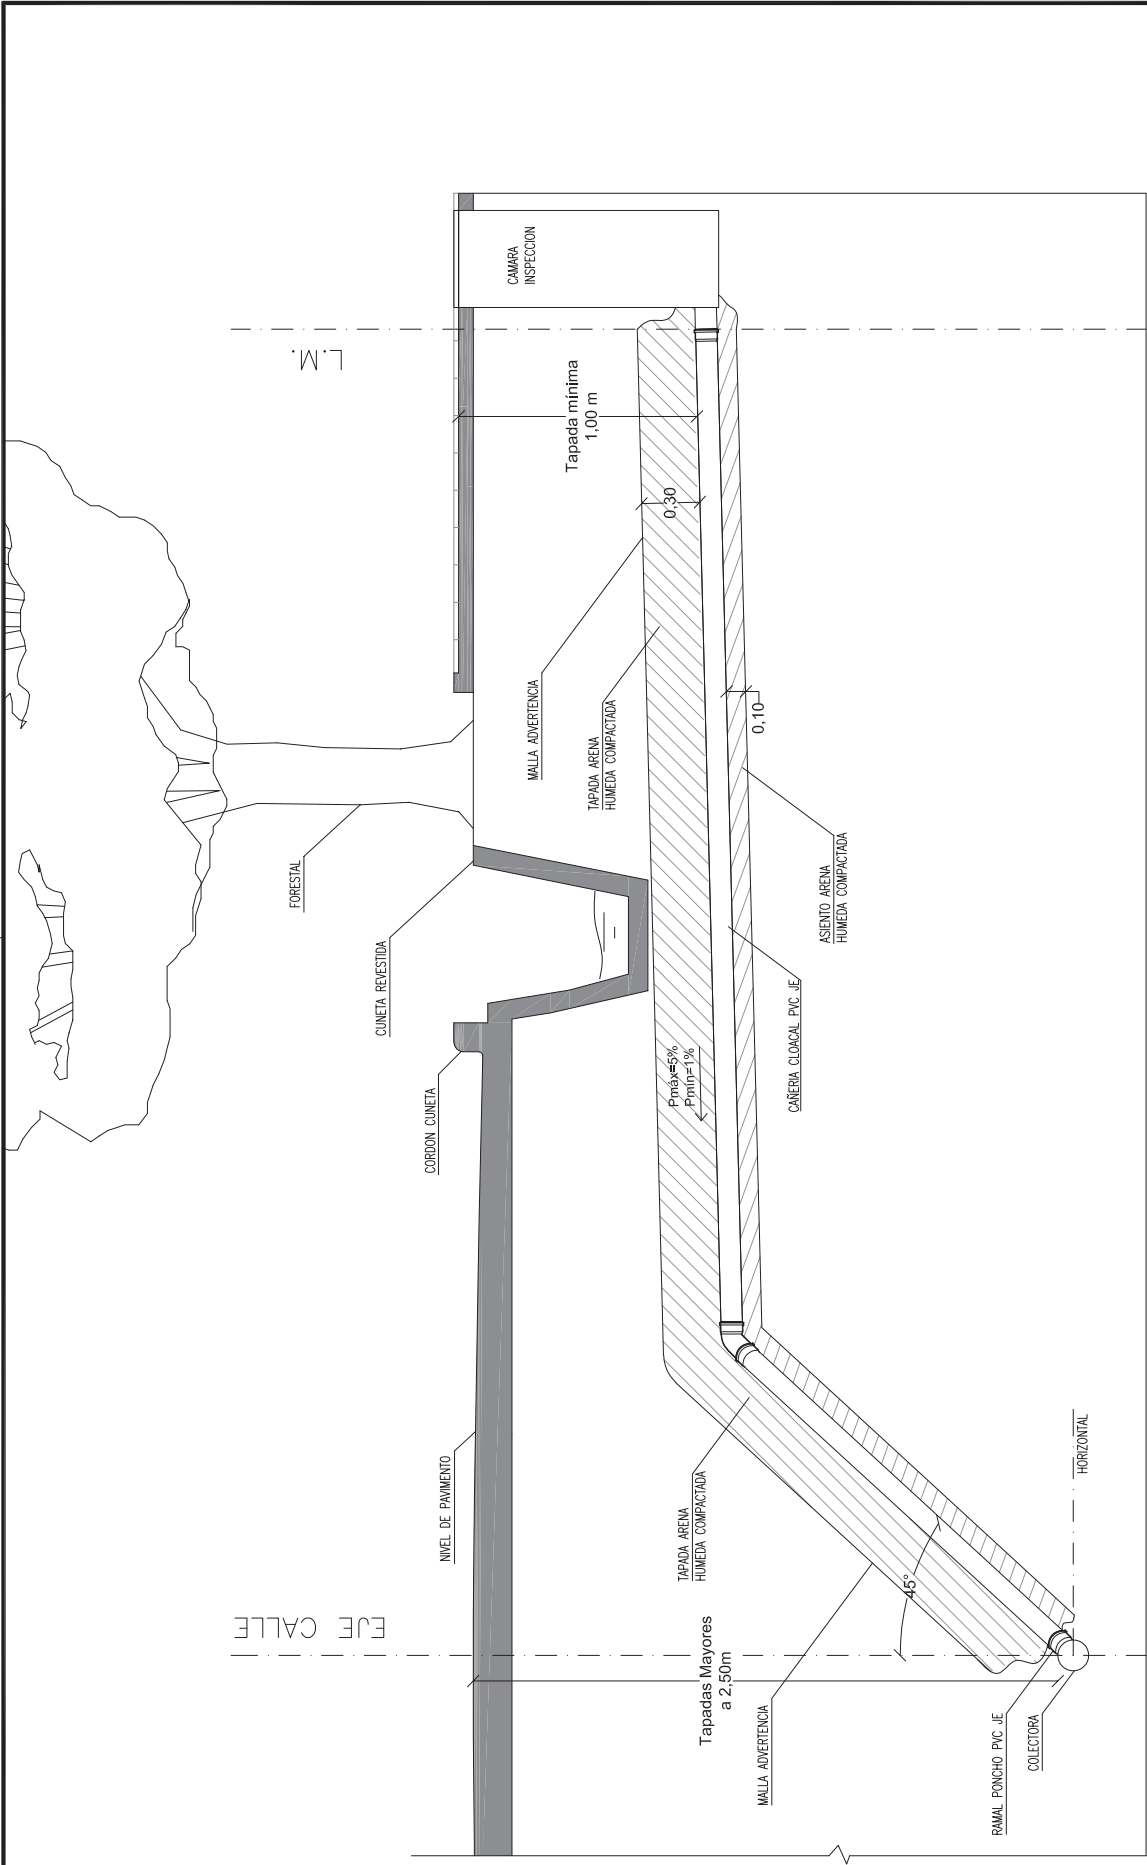 CAMARA
INSPECCION
L.M.
Tapada mínima
1,00 m
0,30
MALLA ADVERTENCIA
TAPADA ARENA
HUMEDA COMPACTADA
0,10
FORESTAL
CUNETA REVESTIDA
ASIENTO ARENA
HUMEDA COMPACTADA
CAÑERIA CLOACAL PVC JE
CORDON CUNETA
Pmáx=5%
Pmín=1%
NIVEL DE PAVIMENTO
TAPADA ARENA
HUMEDA COMPACTADA
HORIZONTAL
45°
EJE CALLE
Tapadas Mayores
a 2,50m
MALLA ADVERTENCIA
RAMAL PONCHO PVC JE
COLECTORA